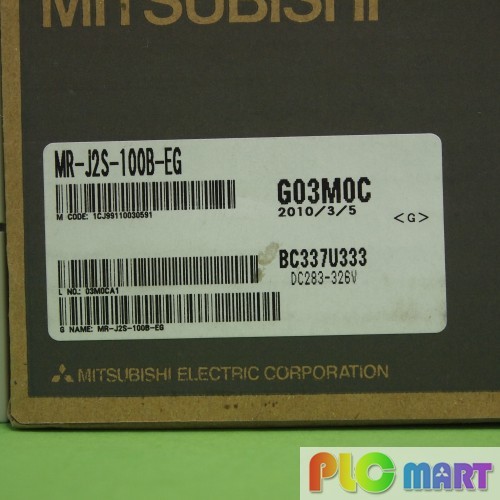 MITSUBISHI
MR-J2S-100B-EG
M CODE: 1CJ99110030591
G03M0C
2010/3/5
<G>
BC337U333
DC283-326V
L NO.: 03M0CA1
G NAME: MR-J2S-100B-EG
MITSUBISHI ELECTRIC CORPORATION
PLC MART